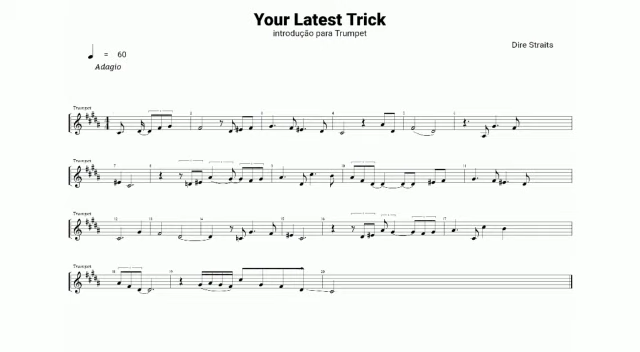 Your Latest Trick
introdução para Trumpet
Dire Straits
= 60
Adagio
Trumpet
Trumpet
Trumpet
Trumpet